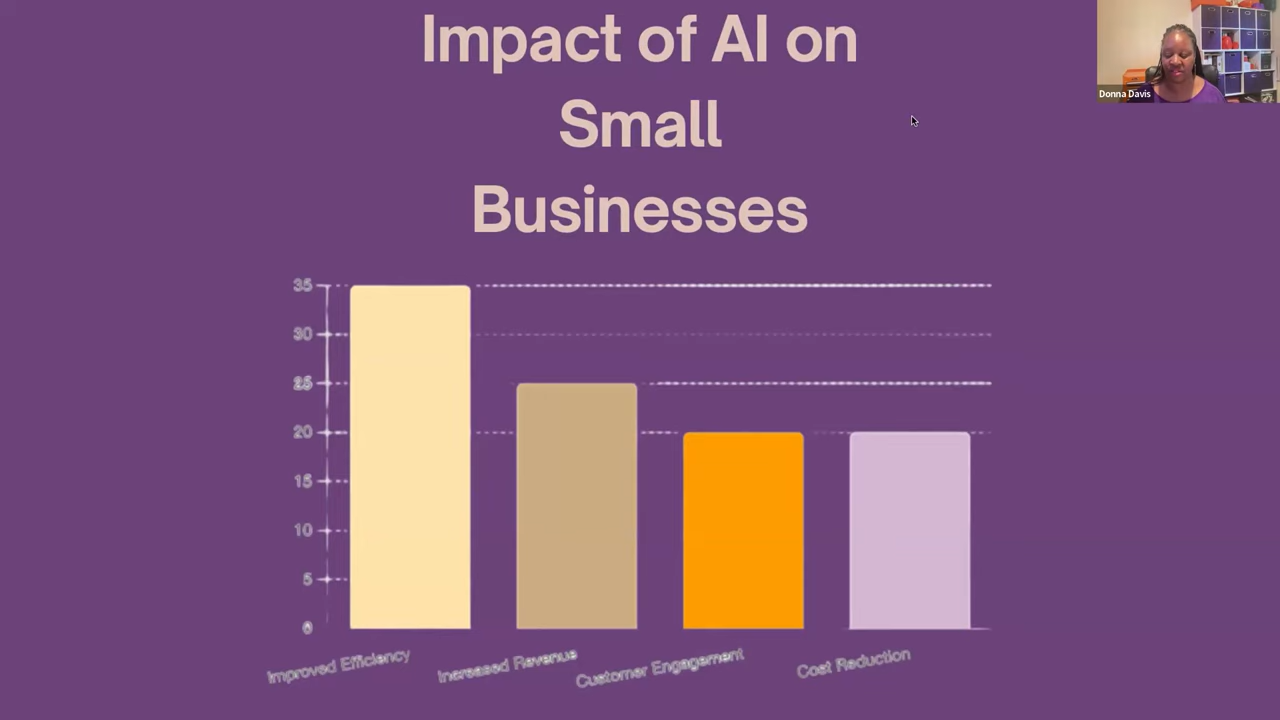 Impact of AI on
Small
Businesses
Donna Davis
35
30
25
20
15
10
5
0
Improved Efficiency
Increased Revenue
Customer Engagement
Cost Reduction